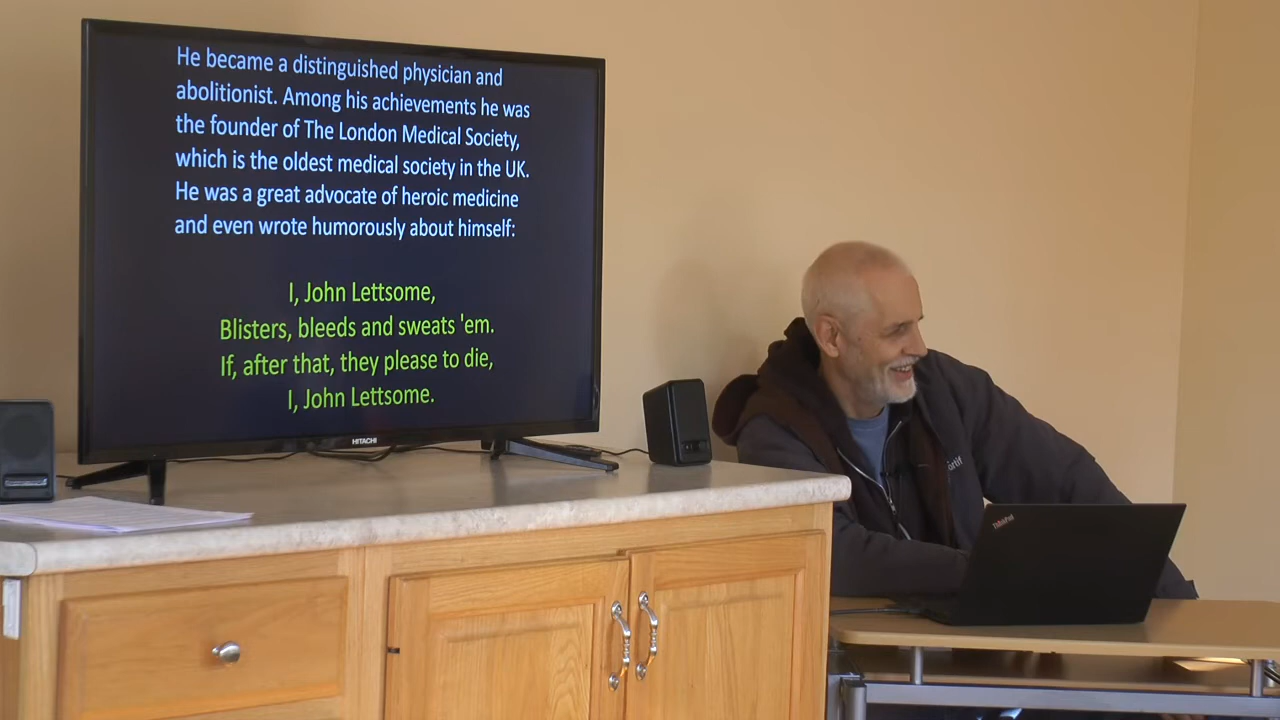 He became a distinguished physician and
abolitionist. Among his achievements he was
the founder of The London Medical Society,
which is the oldest medical society in the UK.
He was a great advocate of heroic medicine
and even wrote humorously about himself:
I, John Lettsome,
Blisters, bleeds and sweats 'em.
If, after that, they please to die,
I, John Lettsome.
HITACHI
ThinkPad